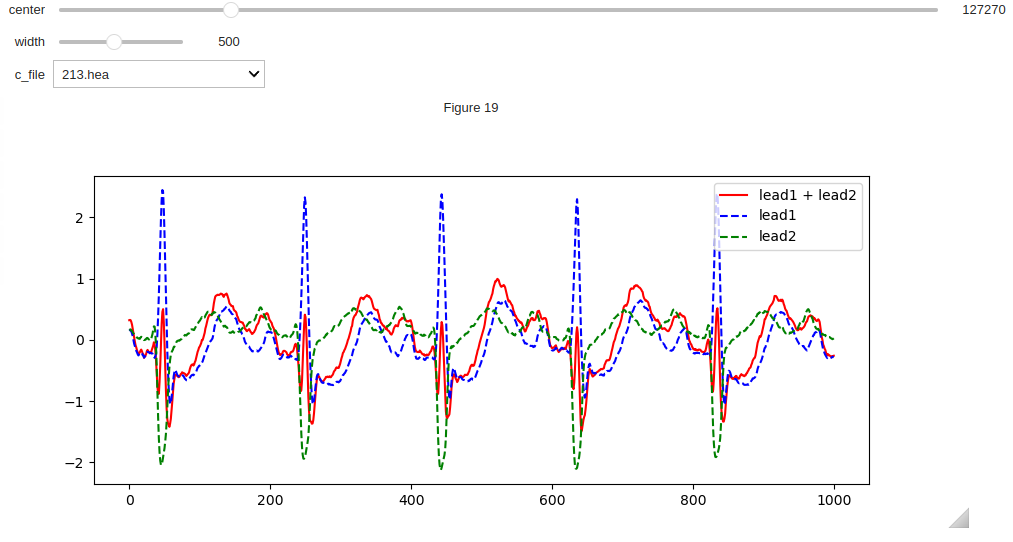 center 127270
width 500
c_file 213.hea
Figure 19
lead1 + lead2
lead1
lead2
2
1
0
−1
−2
0 200 400 600 800 1000